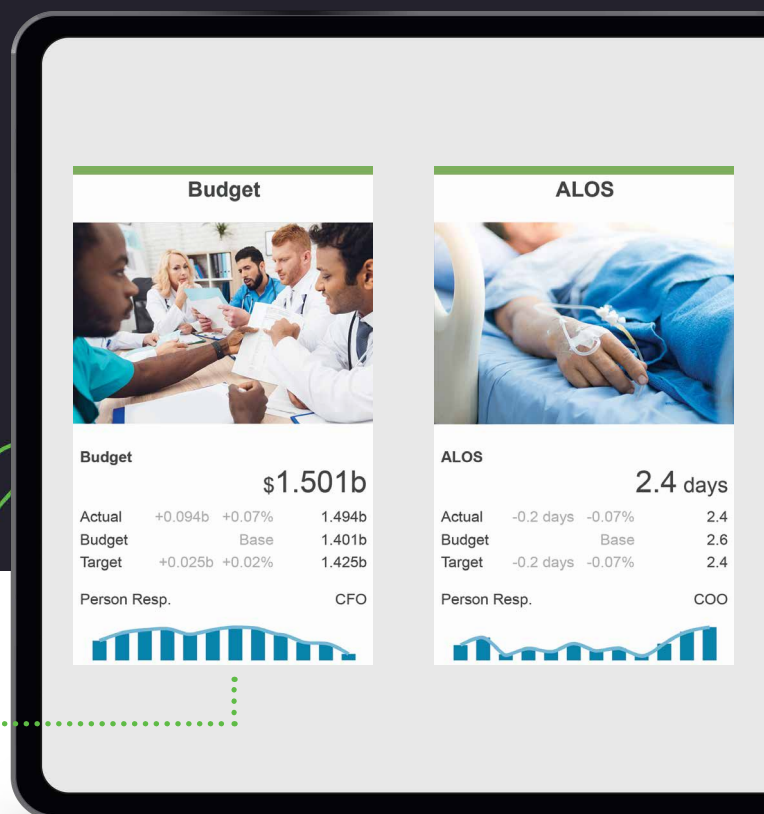 Budget
Budget
$1.501b
Actual +0.094b +0.07% 1.494b
Budget Base 1.401b
Target +0.025b +0.02% 1.425b
Person Resp. CFO
ALOS
ALOS
2.4 days
Actual -0.2 days -0.07% 2.4
Budget Base 2.6
Target -0.2 days -0.07% 2.4
Person Resp. COO